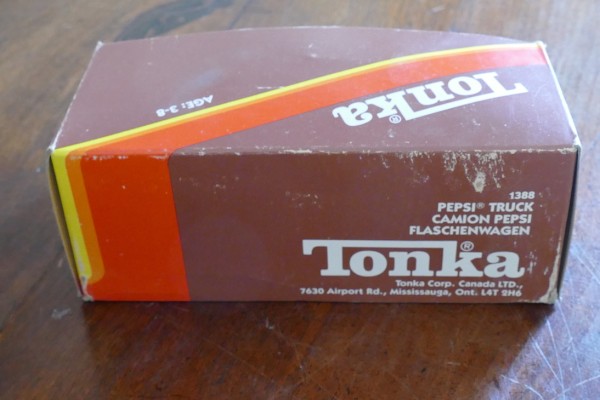 Tonka®
AGE: 3-8
1388
PEPSI® TRUCK
CAMION PEPSI
FLASCHENWAGEN
Tonka®
Tonka Corp. Canada LTD.,
7630 Airport Rd., Mississauga, Ont. L4T 2H6